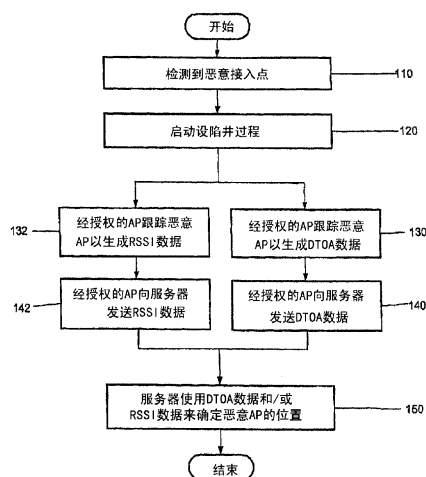 开始
检测到恶意接入点
110
启动设陷井过程
120
132
经授权的AP跟踪恶意
AP以生成RSSI数据
经授权的AP跟踪恶意
AP以生成DTOA数据
130
142
经授权的AP向服务器
发送RSSI数据
经授权的AP向服务器
发送DTOA数据
140
服务器使用DTOA数据和/或
RSSI数据来确定恶意AP的位置
150
结束